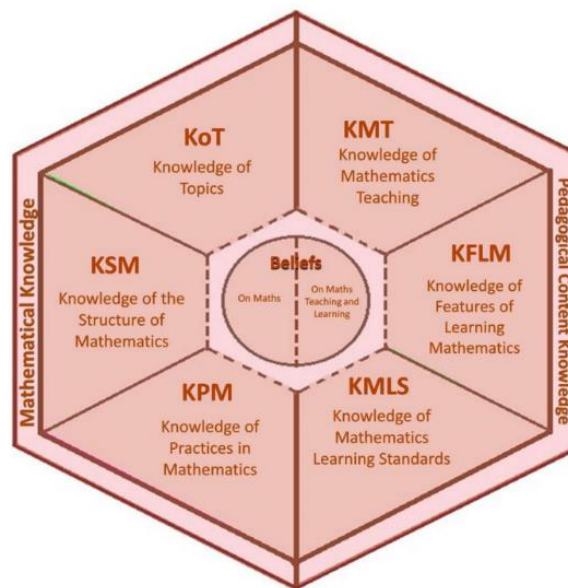 KoT
Knowledge of
Topics
KMT
Knowledge of
Mathematics
Teaching
Mathematical Knowledge
Pedagogical Content Knowledge
KSM
Knowledge of the
Structure of
Mathematics
Beliefs
On Maths
On Maths
Teaching and
Learning
KFLM
Knowledge of
Features of
Learning
Mathematics
KPM
Knowledge of
Practices in
Mathematics
KMLS
Knowledge of
Mathematics
Learning Standards